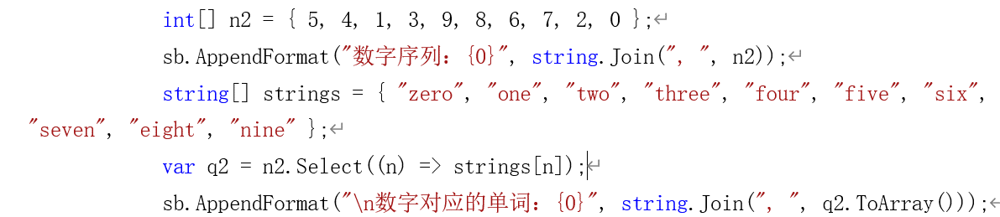 int[] n2 = { 5, 4, 1, 3, 9, 8, 6, 7, 2, 0 };↵
sb.AppendFormat("数字序列：{0}", string.Join(", ", n2));↵
string[] strings = { "zero", "one", "two", "three", "four", "five", "six",
"seven", "eight", "nine" };↵
var q2 = n2.Select((n) => strings[n]);↵
sb.AppendFormat("\n数字对应的单词：{0}", string.Join(", ", q2.ToArray()));↵